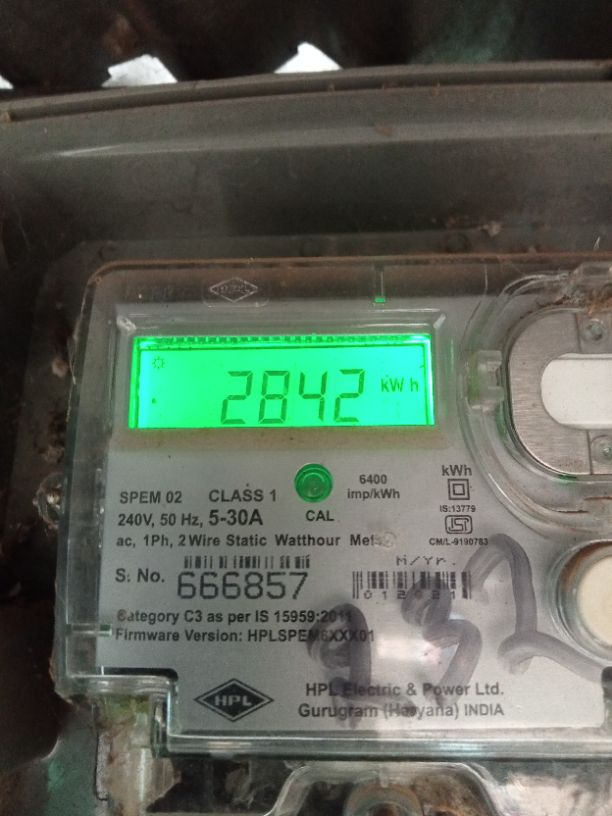 2842 kWh
SPEM 02 CLASS 1
6400 imp/kWh
kWh
CAL
240V, 50 Hz, 5-30A
IS:13779
ac, 1Ph, 2 Wire Static Watthour
CM/L-9190783
M/Yr.
S. No. 666857
012021
Category C3 as per IS 15959:2011
Firmware Version: HPLSPEM6XXX01
932
HPL
HPL Electric & Power Ltd.
Gurugram (Haryana) INDIA